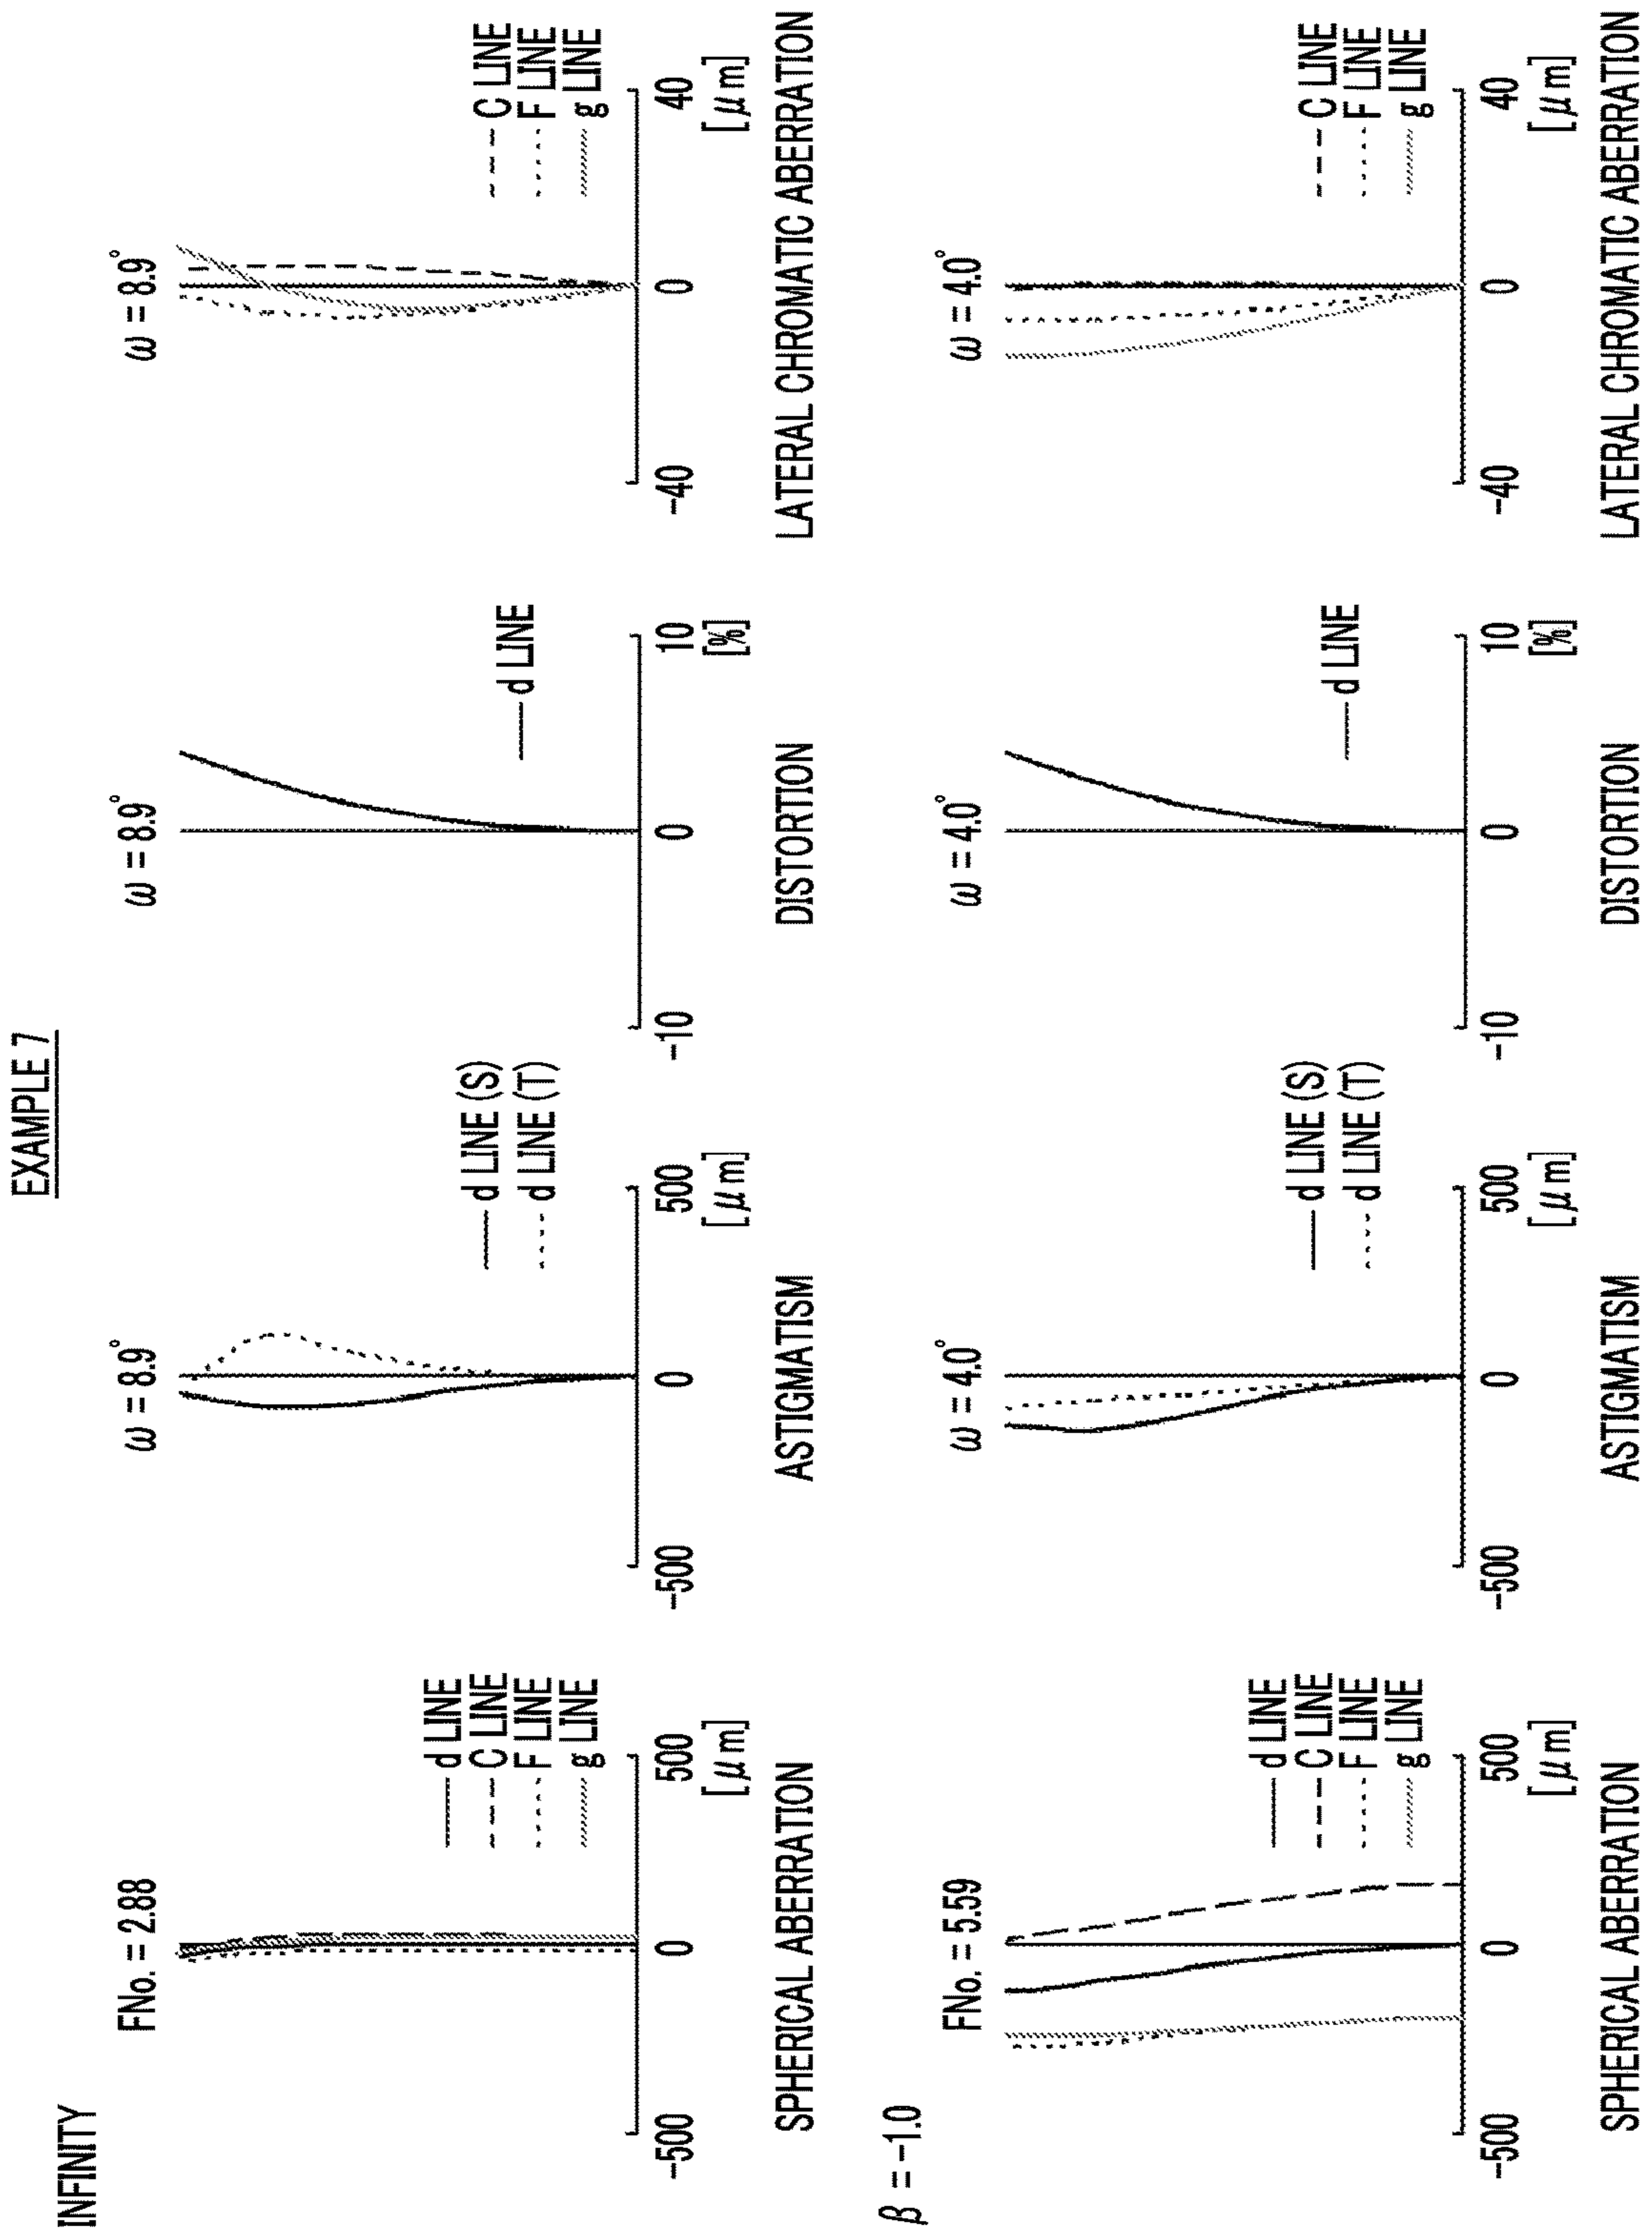 EXAMPLE 7
INFINITY
FNo. = 2.88
d LINE
C LINE
F LINE
g LINE
-500 0 500
[μm]
SPHERICAL ABERRATION
ω = 8.9°
d LINE (S)
d LINE (T)
-500 0 500
[μm]
ASTIGMATISM
ω = 8.9°
d LINE
-10 0 10
[%]
DISTORTION
ω = 8.9°
C LINE
F LINE
g LINE
-40 0 40
[μm]
LATERAL CHROMATIC ABERRATION
β = -1.0
FNo. = 5.59
d LINE
C LINE
F LINE
g LINE
-500 0 500
[μm]
SPHERICAL ABERRATION
ω = 4.0°
d LINE (S)
d LINE (T)
-500 0 500
[μm]
ASTIGMATISM
ω = 4.0°
d LINE
-10 0 10
[%]
DISTORTION
ω = 4.0°
C LINE
F LINE
g LINE
-40 0 40
[μm]
LATERAL CHROMATIC ABERRATION